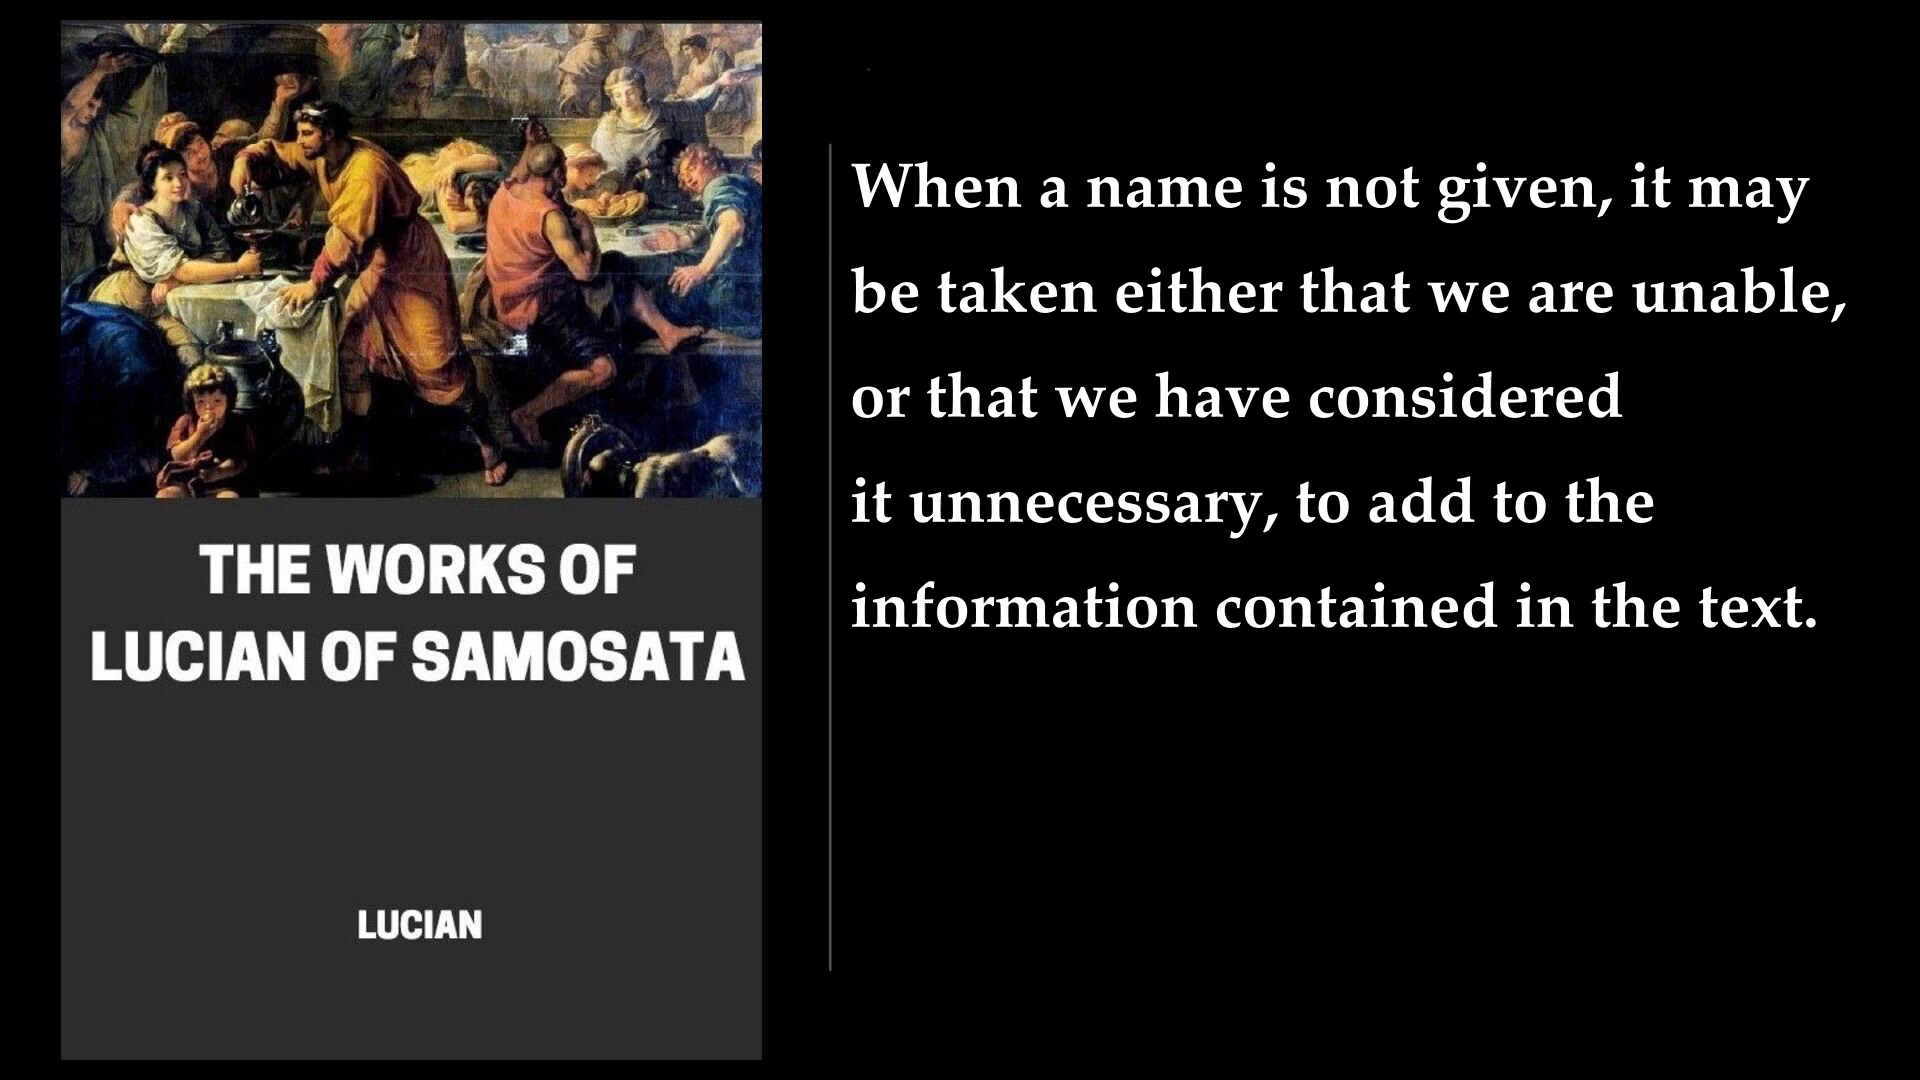 THE WORKS OF
LUCIAN OF SAMOSATA
LUCIAN
When a name is not given, it may
be taken either that we are unable,
or that we have considered
it unnecessary, to add to the
information contained in the text.